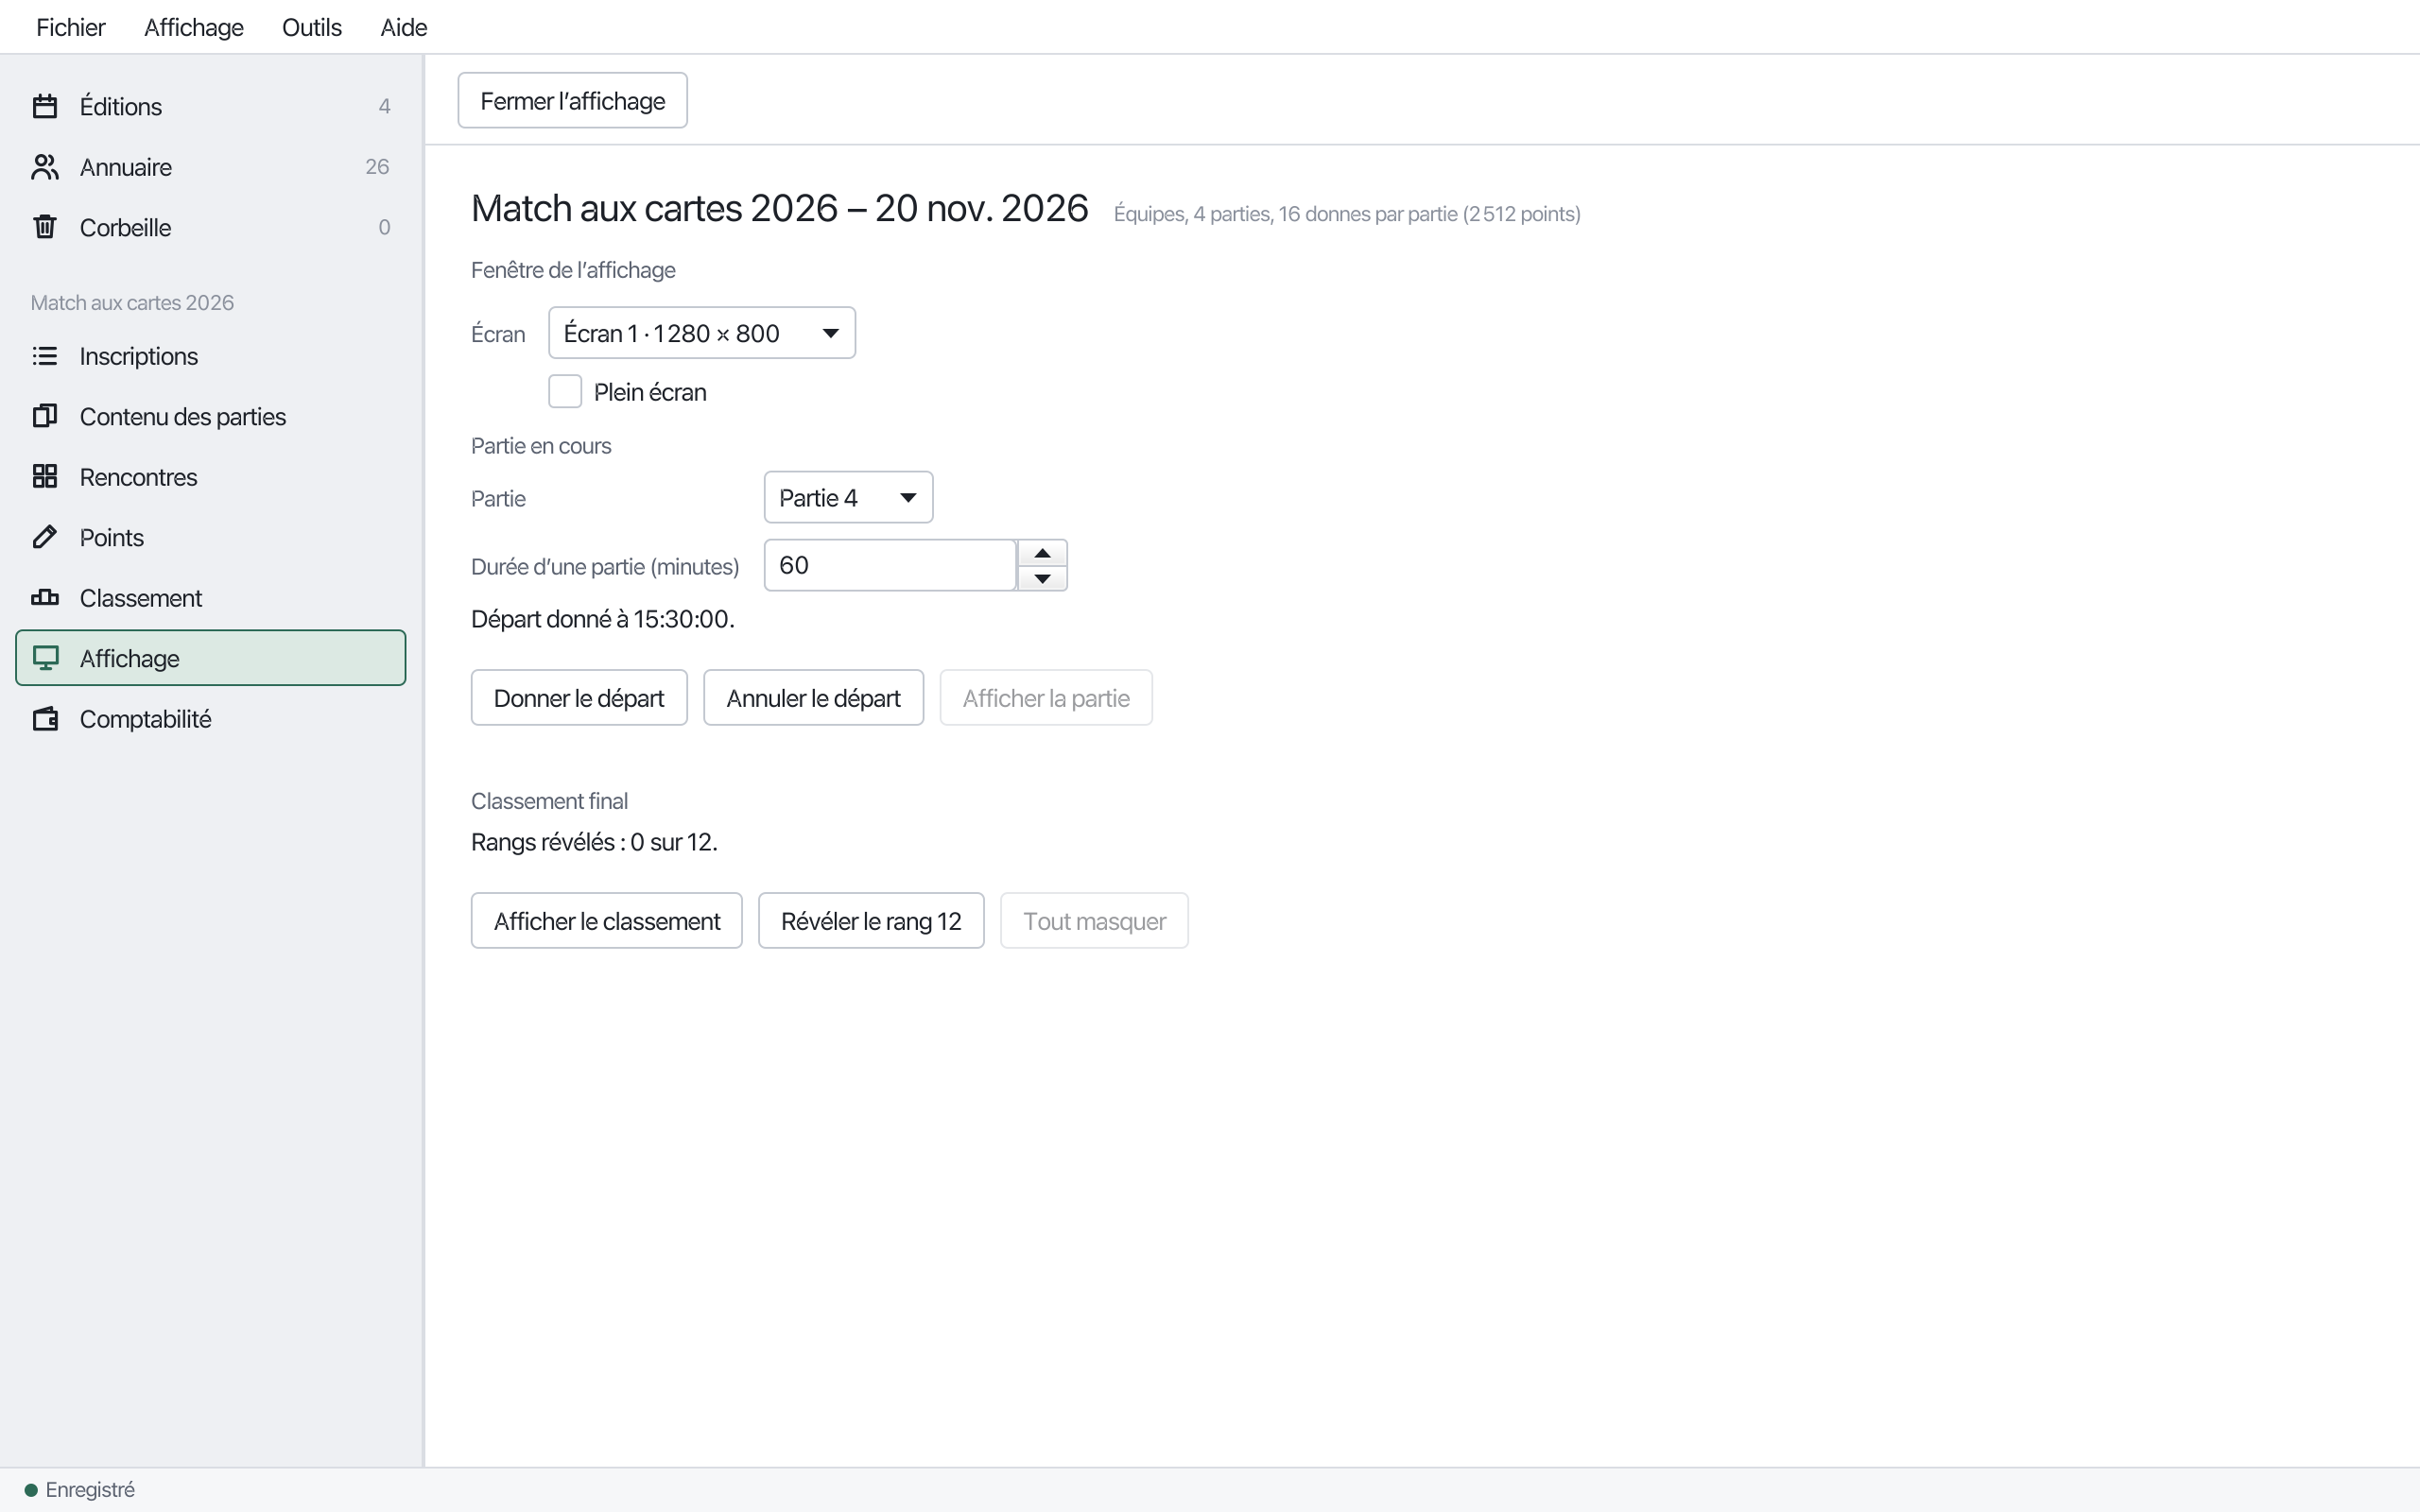 Fichier Affichage Outils Aide
Éditions 4
Annuaire 26
Corbeille 0
Match aux cartes 2026
Inscriptions
Contenu des parties
Rencontres
Points
Classement
Affichage
Comptabilité
Fermer l’affichage
Match aux cartes 2026 – 20 nov. 2026 Équipes, 4 parties, 16 donnes par partie (2 512 points)
Fenêtre de l’affichage
Écran Écran 1 · 1280 × 800
Plein écran
Partie en cours
Partie Partie 4
Durée d’une partie (minutes) 60
Départ donné à 15:30:00.
Donner le départ Annuler le départ Afficher la partie
Classement final
Rangs révélés : 0 sur 12.
Afficher le classement Révéler le rang 12 Tout masquer
Enregistré